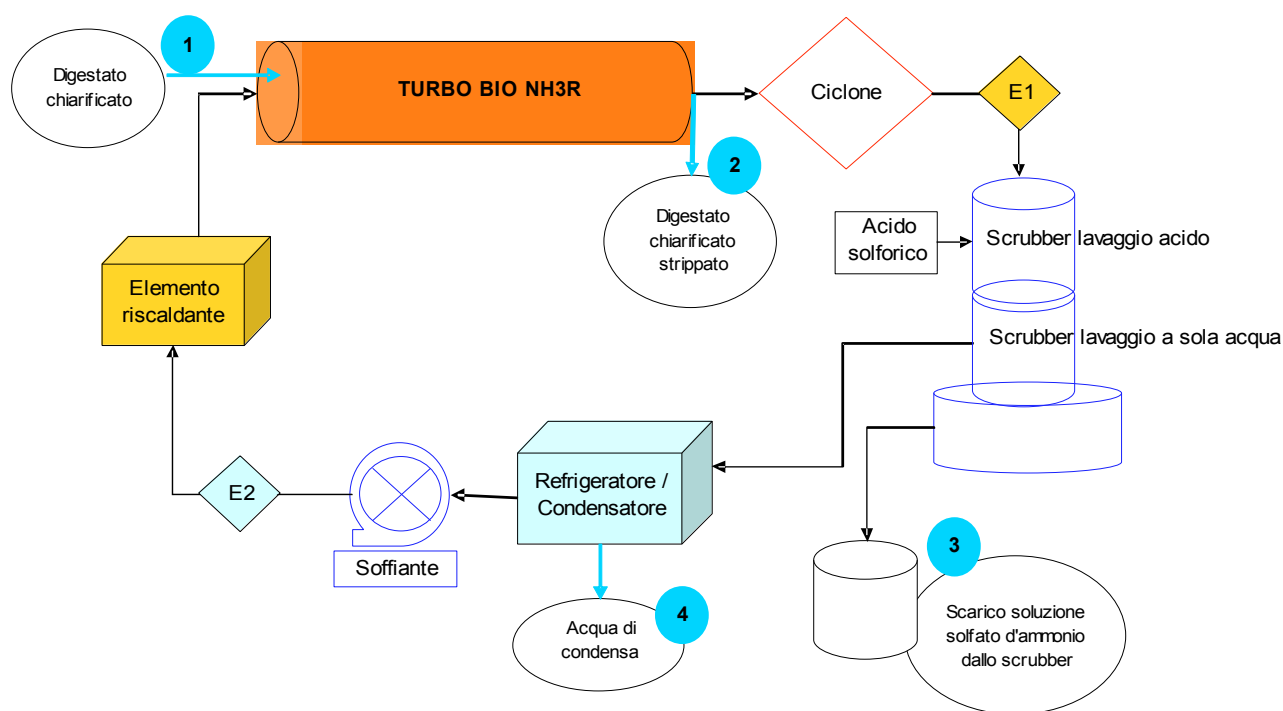 1
Digestato
chiarificato
TURBO BIO NH3R
Ciclone
E1
2
Digestato
chiarificato
strippato
Acido
solforico
Scrubber lavaggio acido
Elemento
riscaldante
Scrubber lavaggio a sola acqua
Refrigeratore /
Condensatore
E2
Soffiante
3
Scarico soluzione
solfato d'ammonio
dallo scrubber
4
Acqua di
condensa